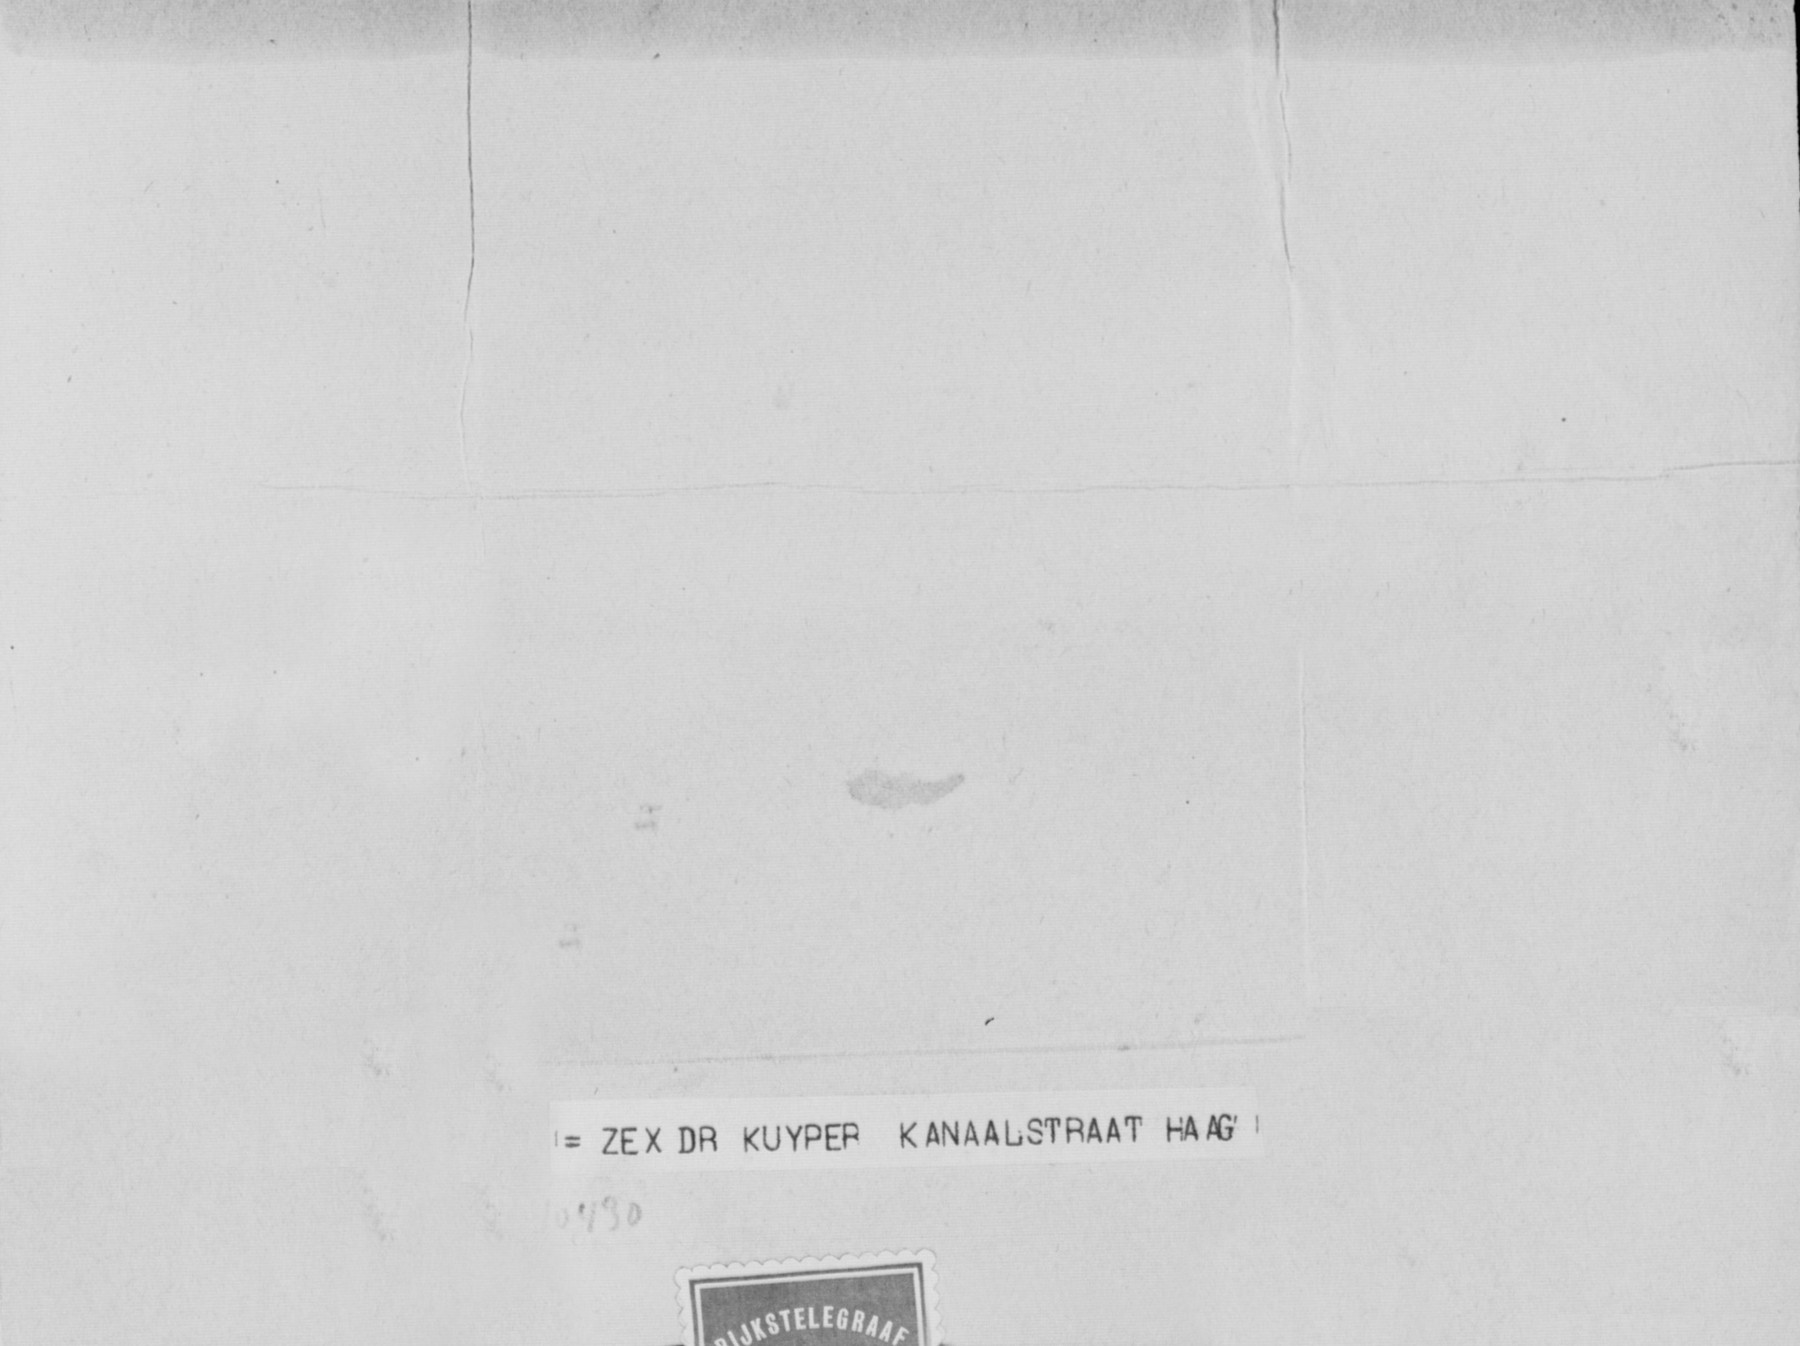 = ZEX DR KUYPER KANAALSTRAAT HAAG
RIJKSTELEGRAAF